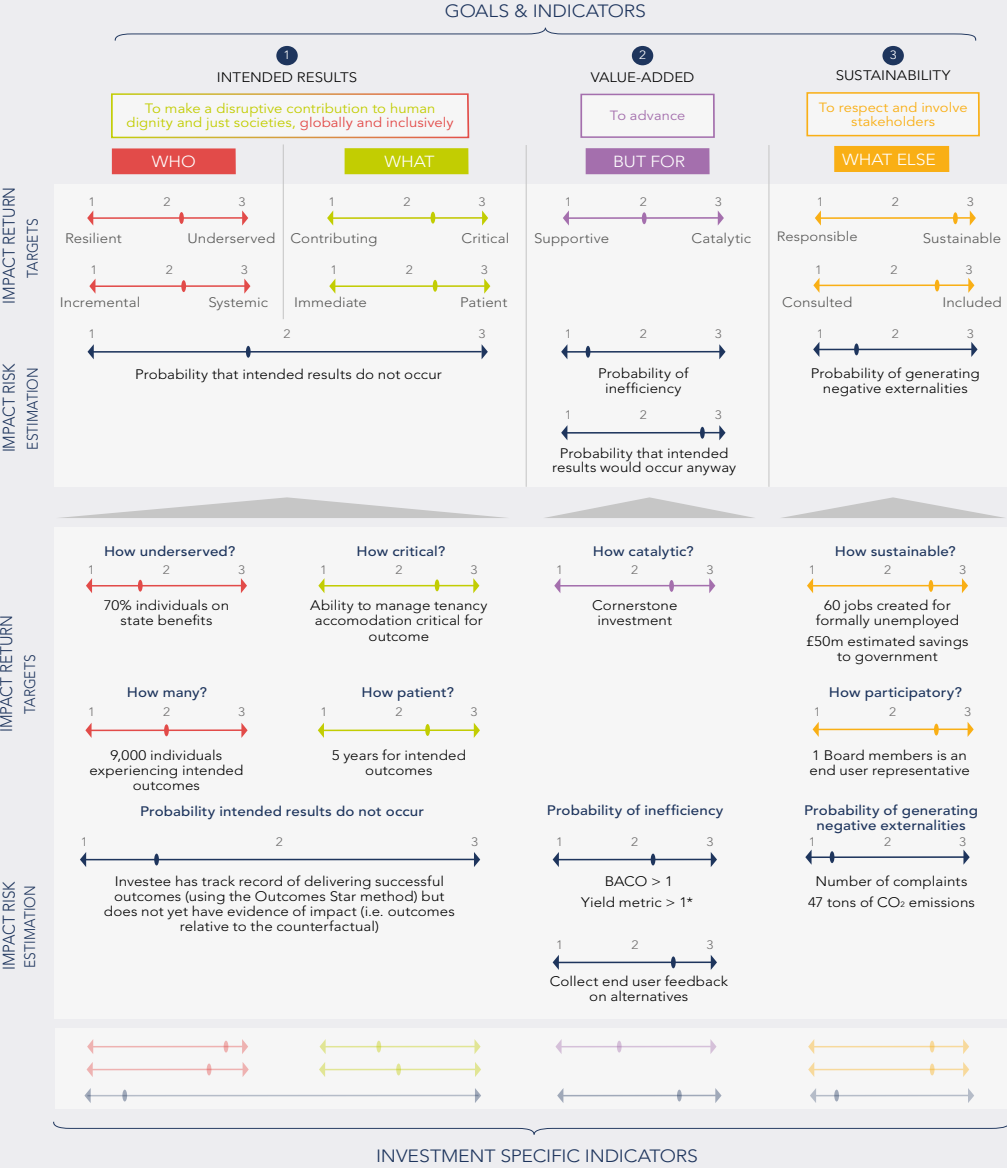 GOALS & INDICATORS
1
INTENDED RESULTS
To make a disruptive contribution to human
dignity and just societies, globally and inclusively
WHO
WHAT
2
VALUE-ADDED
To advance
BUT FOR
3
SUSTAINABILITY
To respect and involve
stakeholders
WHAT ELSE
IMPACT RETURN
TARGETS
1 2 3
Resilient Underserved
1 2 3
Contributing Critical
1 2 3
Supportive Catalytic
1 2 3
Responsible Sustainable
1 2 3
Incremental Systemic
1 2 3
Immediate Patient
1 2 3
Consulted Included
IMPACT RISK
ESTIMATION
1 2 3
Probability that intended results do not occur
1 2 3
Probability of
inefficiency
1 2 3
Probability that intended
results would occur anyway
1 2 3
Probability of generating
negative externalities
IMPACT RETURN
TARGETS
How underserved?
1 2 3
70% individuals on
state benefits
How critical?
1 2 3
Ability to manage tenancy
accomodation critical for
outcome
How catalytic?
1 2 3
Cornerstone
investment
How sustainable?
1 2 3
60 jobs created for
formally unemployed
£50m estimated savings
to government
How many?
1 2 3
9,000 individuals
experiencing intended
outcomes
How patient?
1 2 3
5 years for intended
outcomes
How participatory?
1 2 3
1 Board members is an
end user representative
IMPACT RISK
ESTIMATION
Probability intended results do not occur
1 2 3
Investee has track record of delivering successful
outcomes (using the Outcomes Star method) but
does not yet have evidence of impact (i.e. outcomes
relative to the counterfactual)
Probability of inefficiency
1 2 3
BACO > 1
Yield metric > 1*
1 2 3
Collect end user feedback
on alternatives
Probability of generating
negative externalities
1 2 3
Number of complaints
47 tons of CO₂ emissions
INVESTMENT SPECIFIC INDICATORS